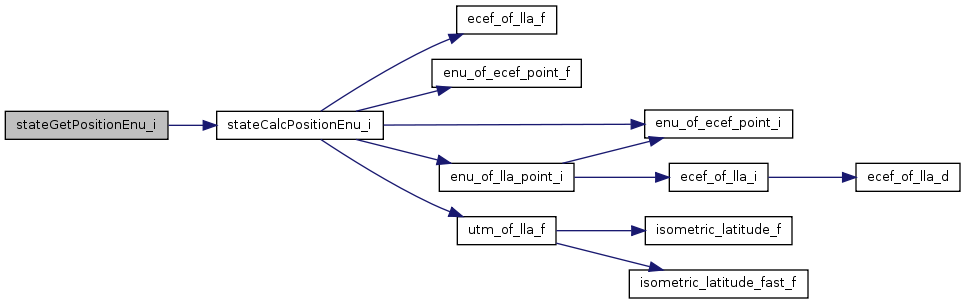 ecef_of_lla_f
enu_of_ecef_point_f
stateGetPositionEnu_i
stateCalcPositionEnu_i
enu_of_ecef_point_i
enu_of_lla_point_i
ecef_of_lla_i
ecef_of_lla_d
utm_of_lla_f
isometric_latitude_f
isometric_latitude_fast_f